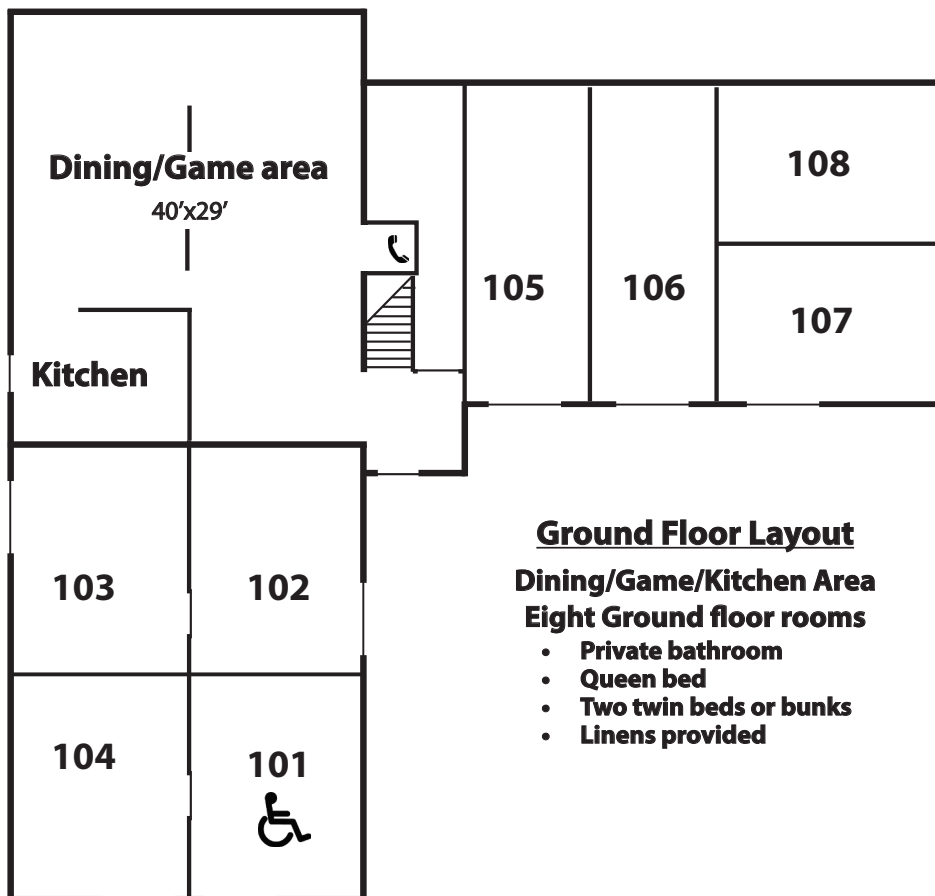 Dining/Game area
40’x29’
108
105
106
107
Kitchen
103
102
104
101
Ground Floor Layout
Dining/Game/Kitchen Area
Eight Ground floor rooms
• Private bathroom
• Queen bed
• Two twin beds or bunks
• Linens provided